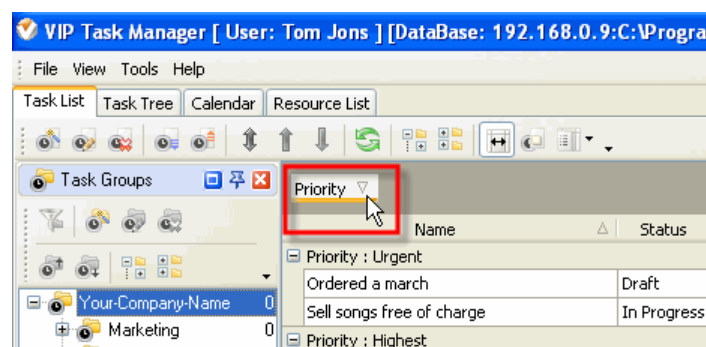 VIP Task Manager [ User: Tom Jons ] [DataBase: 192.168.0.9:C:\Progra
File View Tools Help
Task List Task Tree Calendar Resource List
Task Groups
Priority
Name Status
Priority : Urgent
Ordered a march Draft
Sell songs free of charge In Progress
Your-Company-Name 0
Marketing 0
Priority : Highest